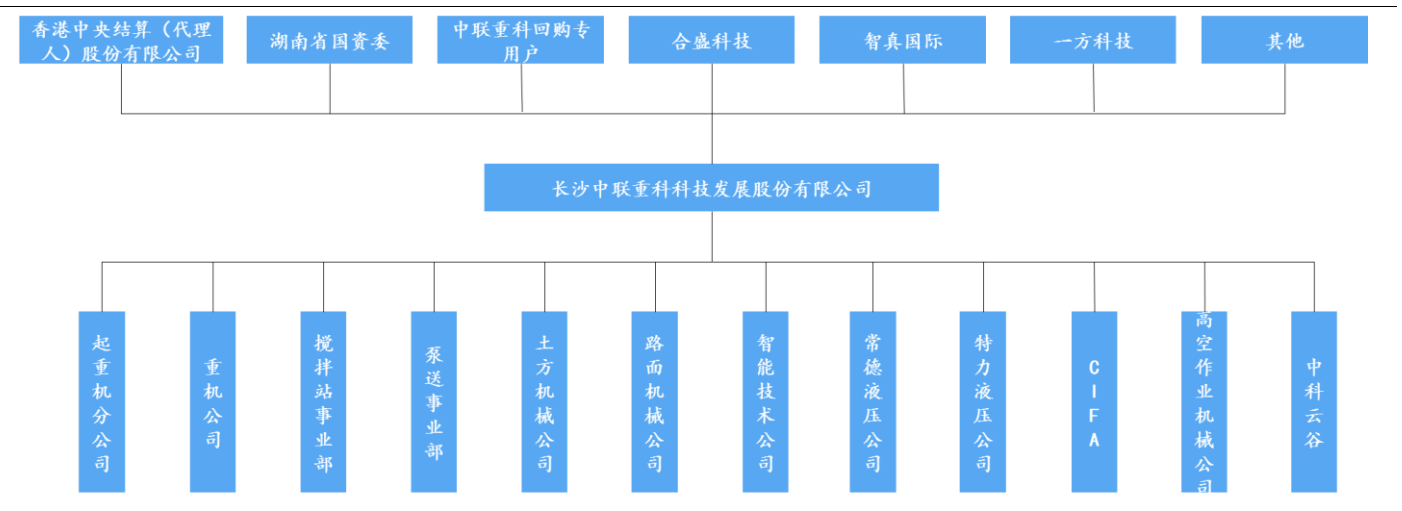 香港中央结算（代理
人）股份有限公司
湖南省国资委
中联重科回购专
用户
合盛科技
智真国际
一方科技
其他
长沙中联重科科技发展股份有限公司
起重机分公司
重机公司
搅拌站事业部
泵送事业部
土方机械公司
路面机械公司
智能技术公司
常德液压公司
特力液压公司
CIFA
高空作业机械公司
中科云谷